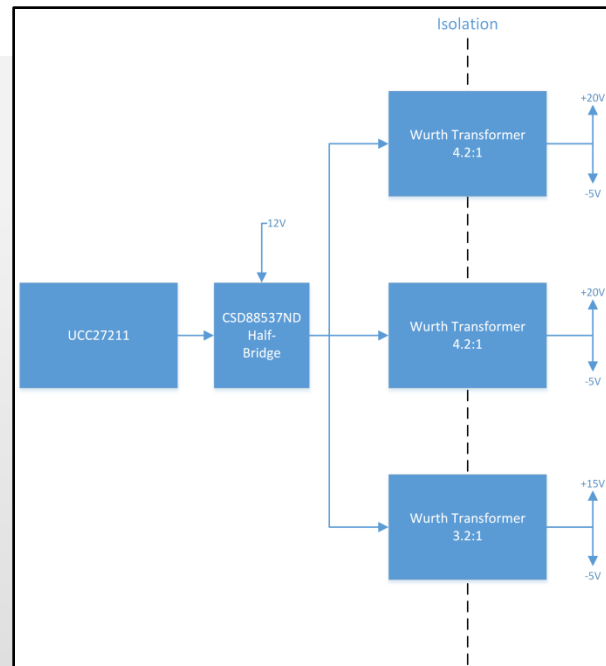 Isolation
+20V
Wurth Transformer
4.2:1
-5V
12V
UCC27211
CSD88537ND
Half-
Bridge
+20V
Wurth Transformer
4.2:1
-5V
+15V
Wurth Transformer
3.2:1
-5V